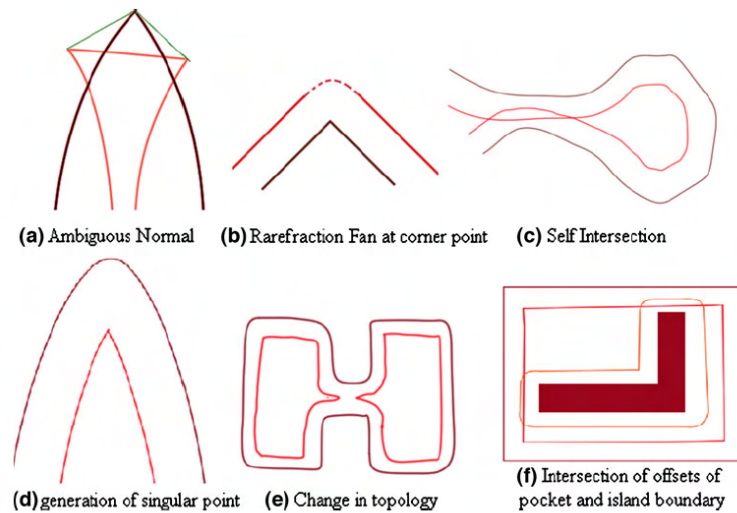 (a) Ambiguous Normal
(b) Rarefraction Fan at corner point
(c) Self Intersection
(d) generation of singular point
(e) Change in topology
(f) Intersection of offsets of
pocket and island boundary